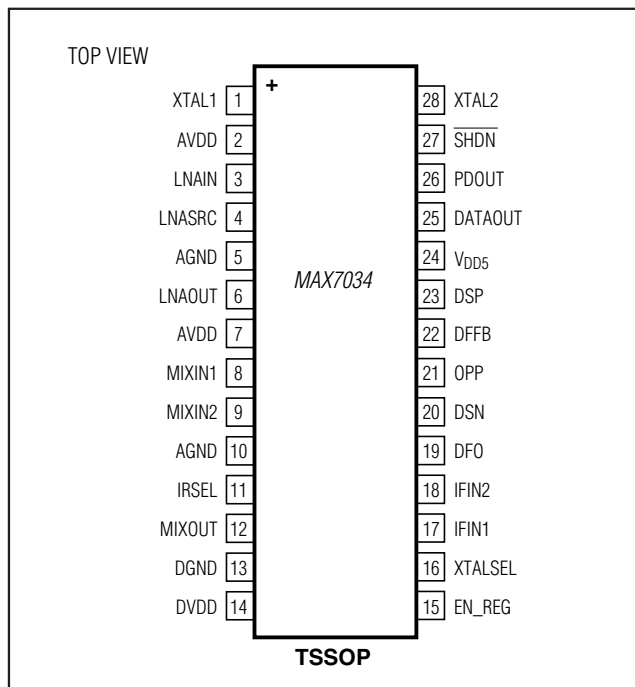 TOP VIEW
+
XTAL1 1 28 XTAL2
AVDD 2 27 S̅H̅D̅N̅
LNAIN 3 26 PDOUT
LNASRC 4 25 DATAOUT
AGND 5 24 VDD5
MAX7034
LNAOUT 6 23 DSP
AVDD 7 22 DFFB
MIXIN1 8 21 OPP
MIXIN2 9 20 DSN
AGND 10 19 DFO
IRSEL 11 18 IFIN2
MIXOUT 12 17 IFIN1
DGND 13 16 XTALSEL
DVDD 14 15 EN_REG
TSSOP